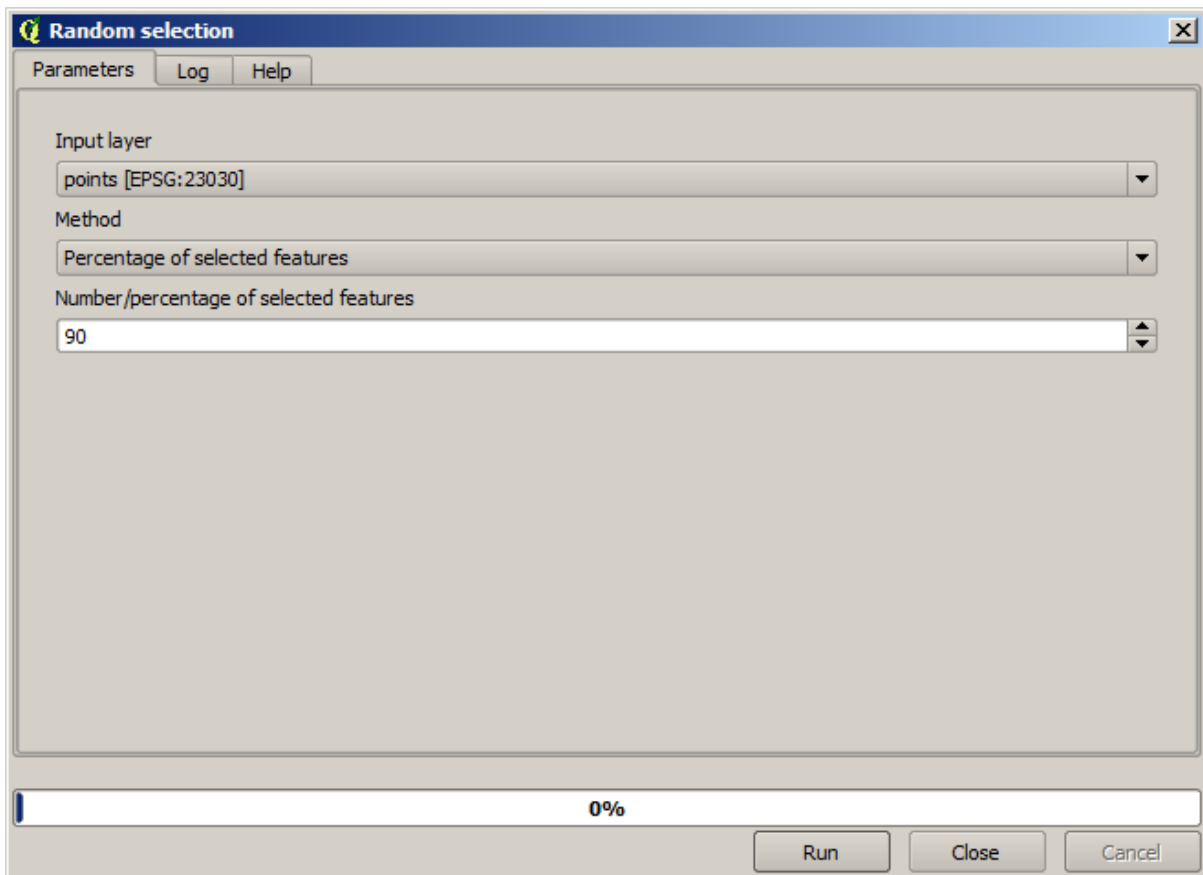 Random selection
Parameters Log Help
Input layer
points [EPSG:23030]
Method
Percentage of selected features
Number/percentage of selected features
90
0%
Run Close Cancel